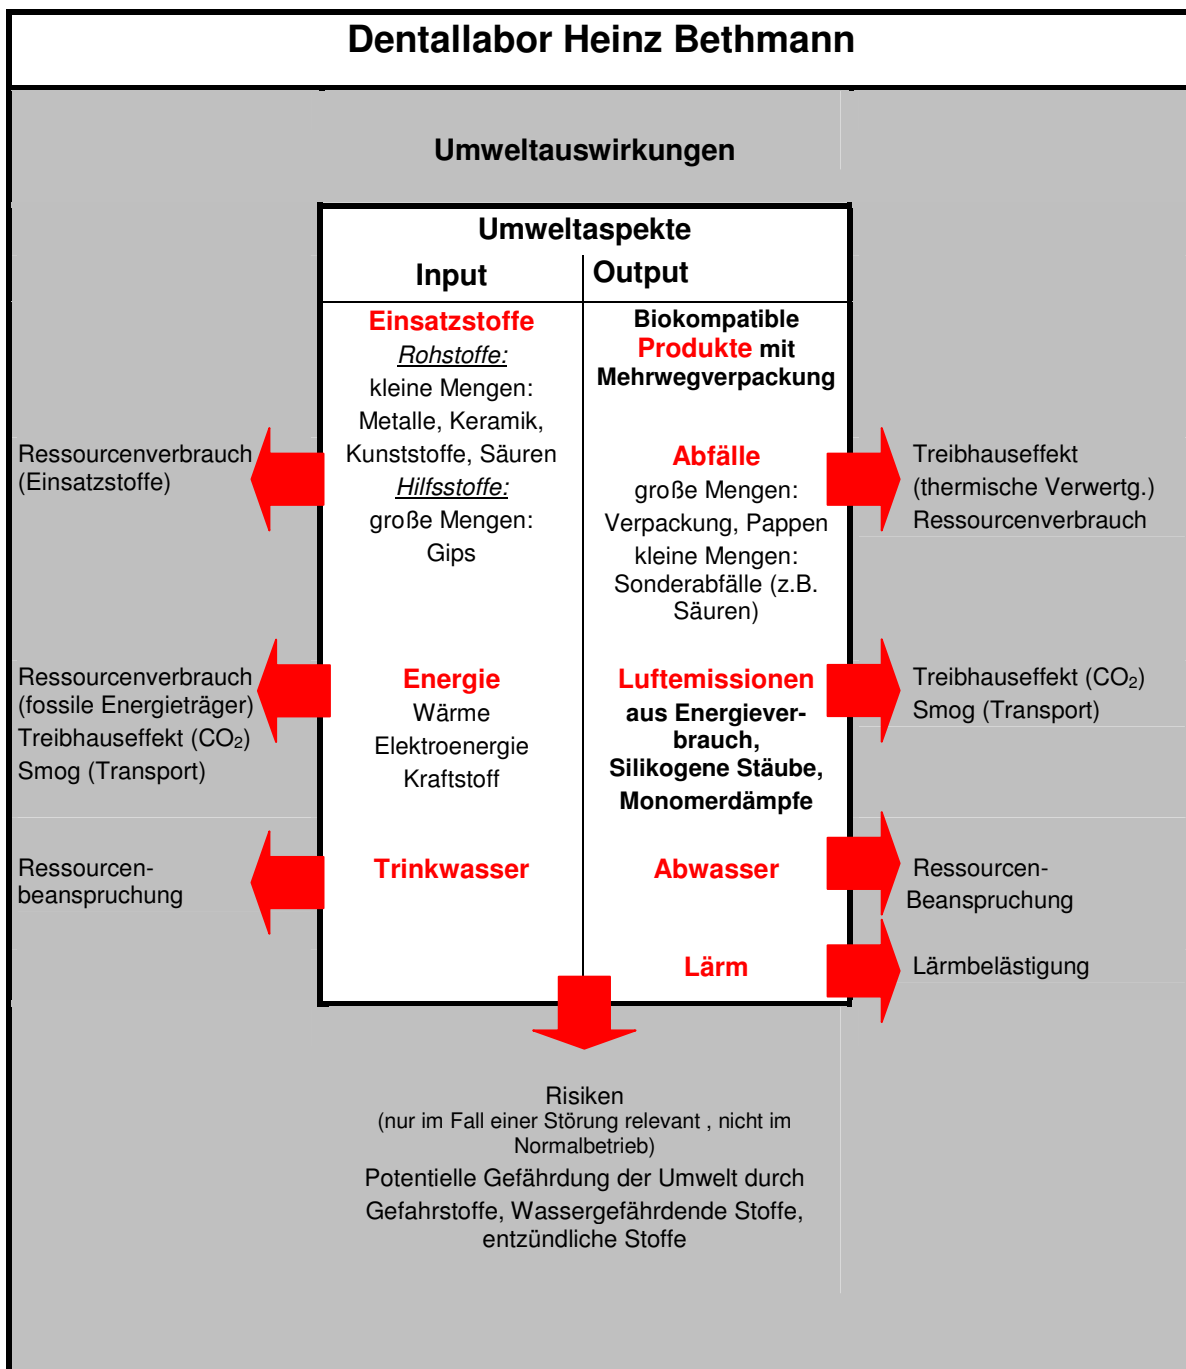 Dentallabor Heinz Bethmann
Umweltauswirkungen
Umweltaspekte
Input
Output
Einsatzstoffe
Rohstoffe:
kleine Mengen:
Metalle, Keramik,
Kunststoffe, Säuren
Hilfsstoffe:
große Mengen:
Gips
Biokompatible
Produkte mit
Mehrwegverpackung
Abfälle
große Mengen:
Verpackung, Pappen
kleine Mengen:
Sonderabfälle (z.B.
Säuren)
Ressourcenverbrauch
(Einsatzstoffe)
Treibhauseffekt
(thermische Verwertg.)
Ressourcenverbrauch
Ressourcenverbrauch
(fossile Energieträger)
Treibhauseffekt (CO₂)
Smog (Transport)
Energie
Wärme
Elektroenergie
Kraftstoff
Luftemissionen
aus Energiever-
brauch,
Silikogene Stäube,
Monomerdämpfe
Treibhauseffekt (CO₂)
Smog (Transport)
Ressourcen-
beanspruchung
Trinkwasser
Abwasser
Ressourcen-
Beanspruchung
Lärm
Lärmbelästigung
Risiken
(nur im Fall einer Störung relevant , nicht im
Normalbetrieb)
Potentielle Gefährdung der Umwelt durch
Gefahrstoffe, Wassergefährdende Stoffe,
entzündliche Stoffe